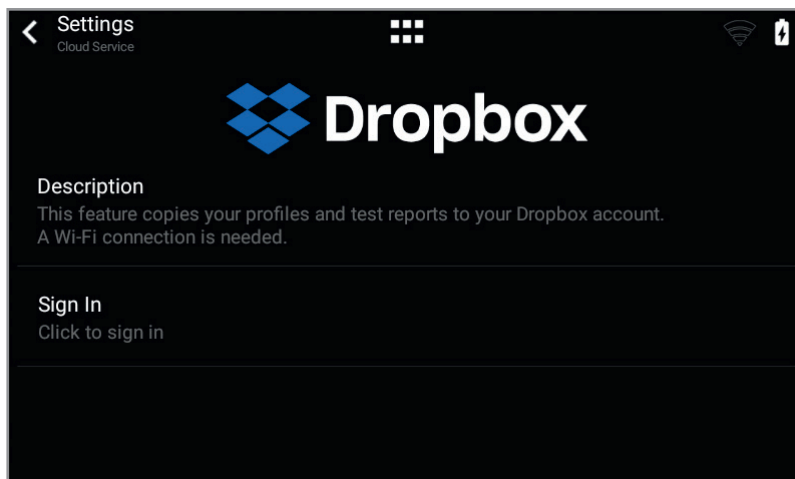 Settings
Cloud Service
Dropbox
Description
This feature copies your profiles and test reports to your Dropbox account.
A Wi-Fi connection is needed.
Sign In
Click to sign in